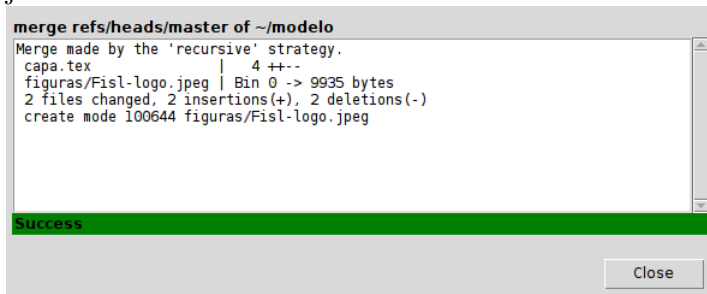 merge refs/heads/master of ~/modelo
Merge made by the 'recursive' strategy.
capa.tex | 4 ++--
figuras/Fisl-logo.jpeg | Bin 0 -> 9935 bytes
2 files changed, 2 insertions(+), 2 deletions(-)
create mode 100644 figuras/Fisl-logo.jpeg
Success
Close